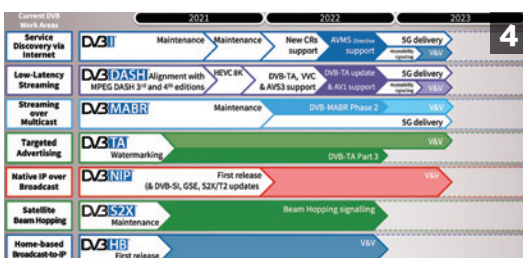 Current DVB
Work Areas
2021
2022
2023
4
Service
Discovery via
Internet
DVB II
Maintenance
Maintenance
New CRs
support
AVMS Directive
support
5G delivery
Accessibility
signaling
V&V
Low-Latency
Streaming
DVB DASH
Alignment with
MPEG DASH 3rd and 4th editions
HEVC 8K
DVB-TA, VVC
& AVS3 support
DVB-TA update
& AV1 support
5G delivery
Accessibility
signaling
V&V
Streaming
over
Multicast
DVB MABR
Maintenance
DVB-MABR Phase 2
V&V
5G delivery
Targeted
Advertising
DVB TA
Watermarking
V&V
DVB-TA Part 3
Native IP over
Broadcast
DVB NIP
First release
(& DVB-SI, GSE, S2X/T2 updates
V&V
Satellite
Beam Hopping
DVB S2X
Maintenance
Beam Hopping signalling
Home-based
Broadcast-to-IP
DVB HB
First release
V&V